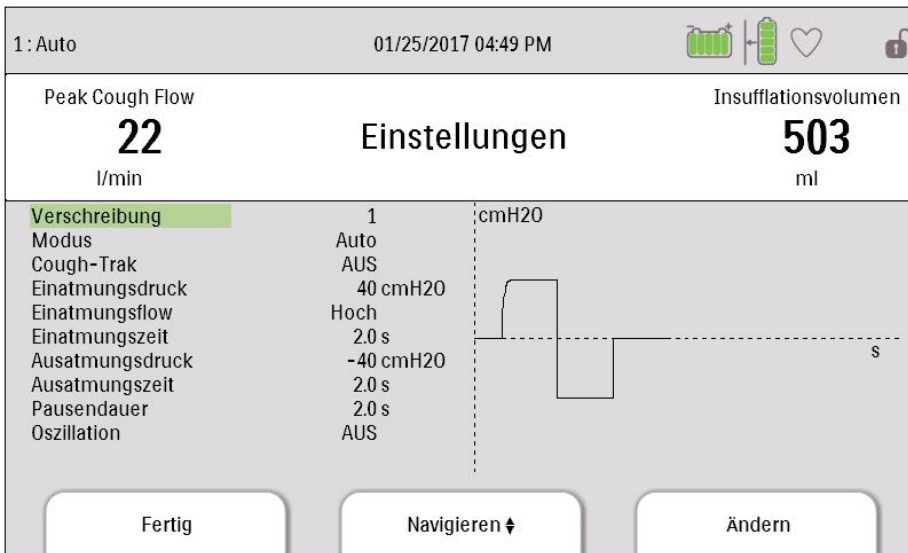 1 : Auto 01/25/2017 04:49 PM
Peak Cough Flow
22
l/min
Einstellungen
Insufflationsvolumen
503
ml
Verschreibung 1
Modus Auto
Cough-Trak AUS
Einatmungsdruck 40 cmH2O
Einatmungsflow Hoch
Einatmungszeit 2.0 s
Ausatmungsdruck -40 cmH2O
Ausatmungszeit 2.0 s
Pausendauer 2.0 s
Oszillation AUS
cmH2O
s
Fertig
Navigieren
Ändern